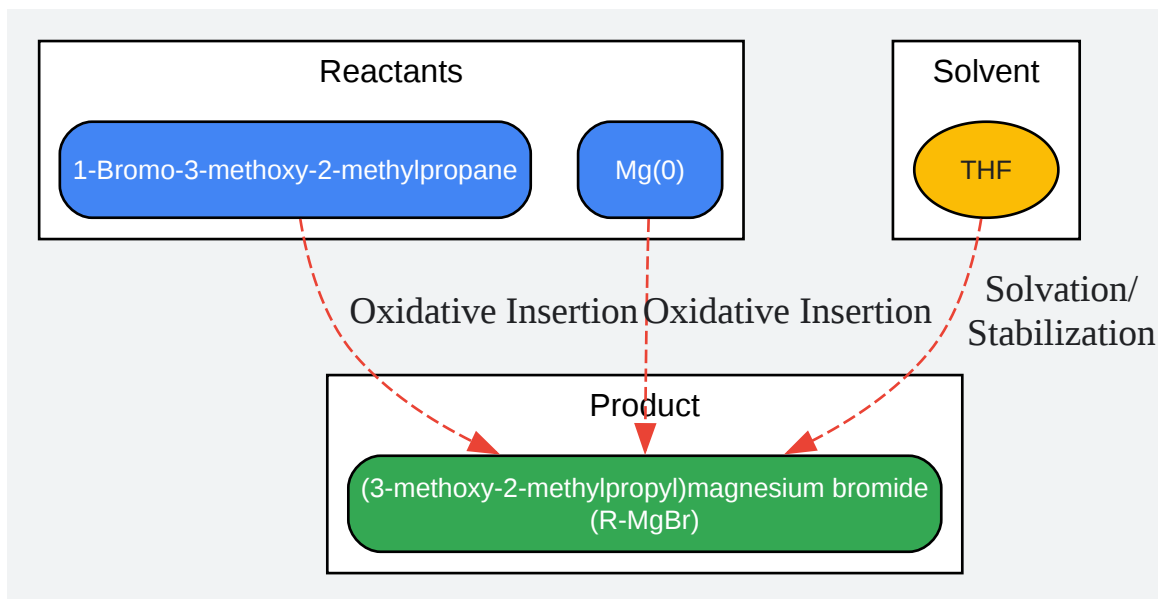 Reactants
Solvent
1-Bromo-3-methoxy-2-methylpropane
Mg(0)
THF
Oxidative Insertion
Oxidative Insertion
Solvation/
Stabilization
Product
(3-methoxy-2-methylpropyl)magnesium bromide
(R-MgBr)